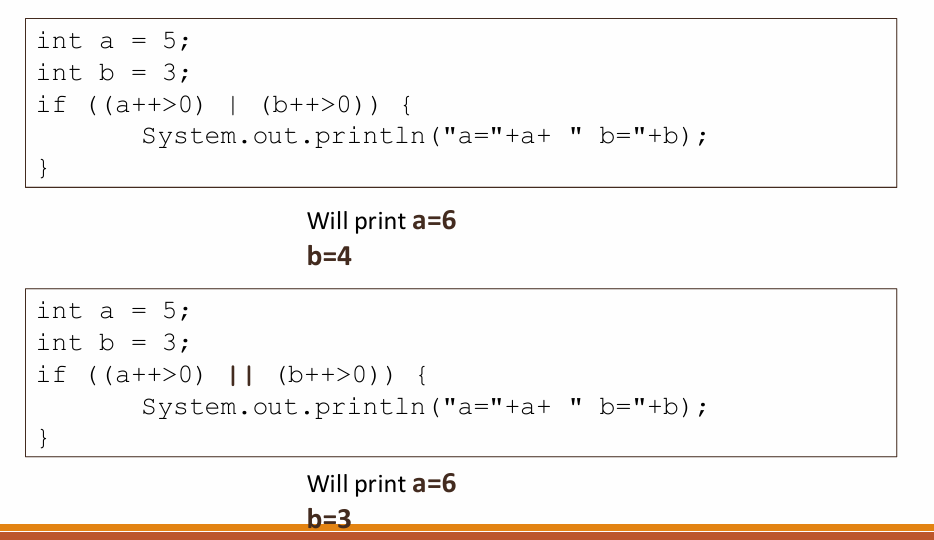 int a = 5;
int b = 3;
if ((a++>0) | (b++>0)) {
System.out.println("a="+a+ " b="+b);
}
Will print a=6
b=4
int a = 5;
int b = 3;
if ((a++>0) || (b++>0)) {
System.out.println("a="+a+ " b="+b);
}
Will print a=6
b=3